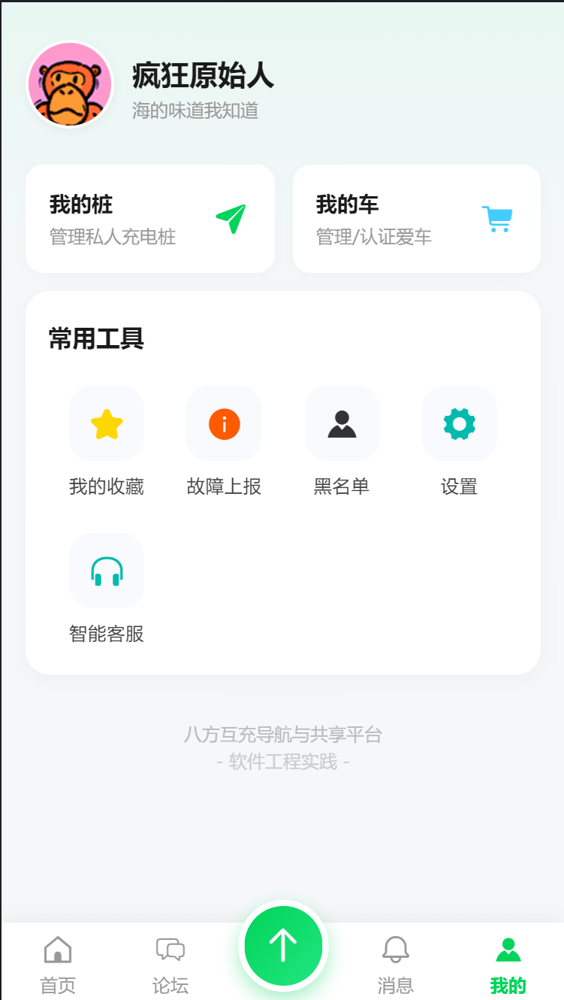 疯狂原始人
海的味道我知道
我的桩
管理私人充电桩
我的车
管理/认证爱车
常用工具
我的收藏
故障上报
黑名单
设置
智能客服
八方互充导航与共享平台
- 软件工程实践 -
首页
论坛
消息
我的